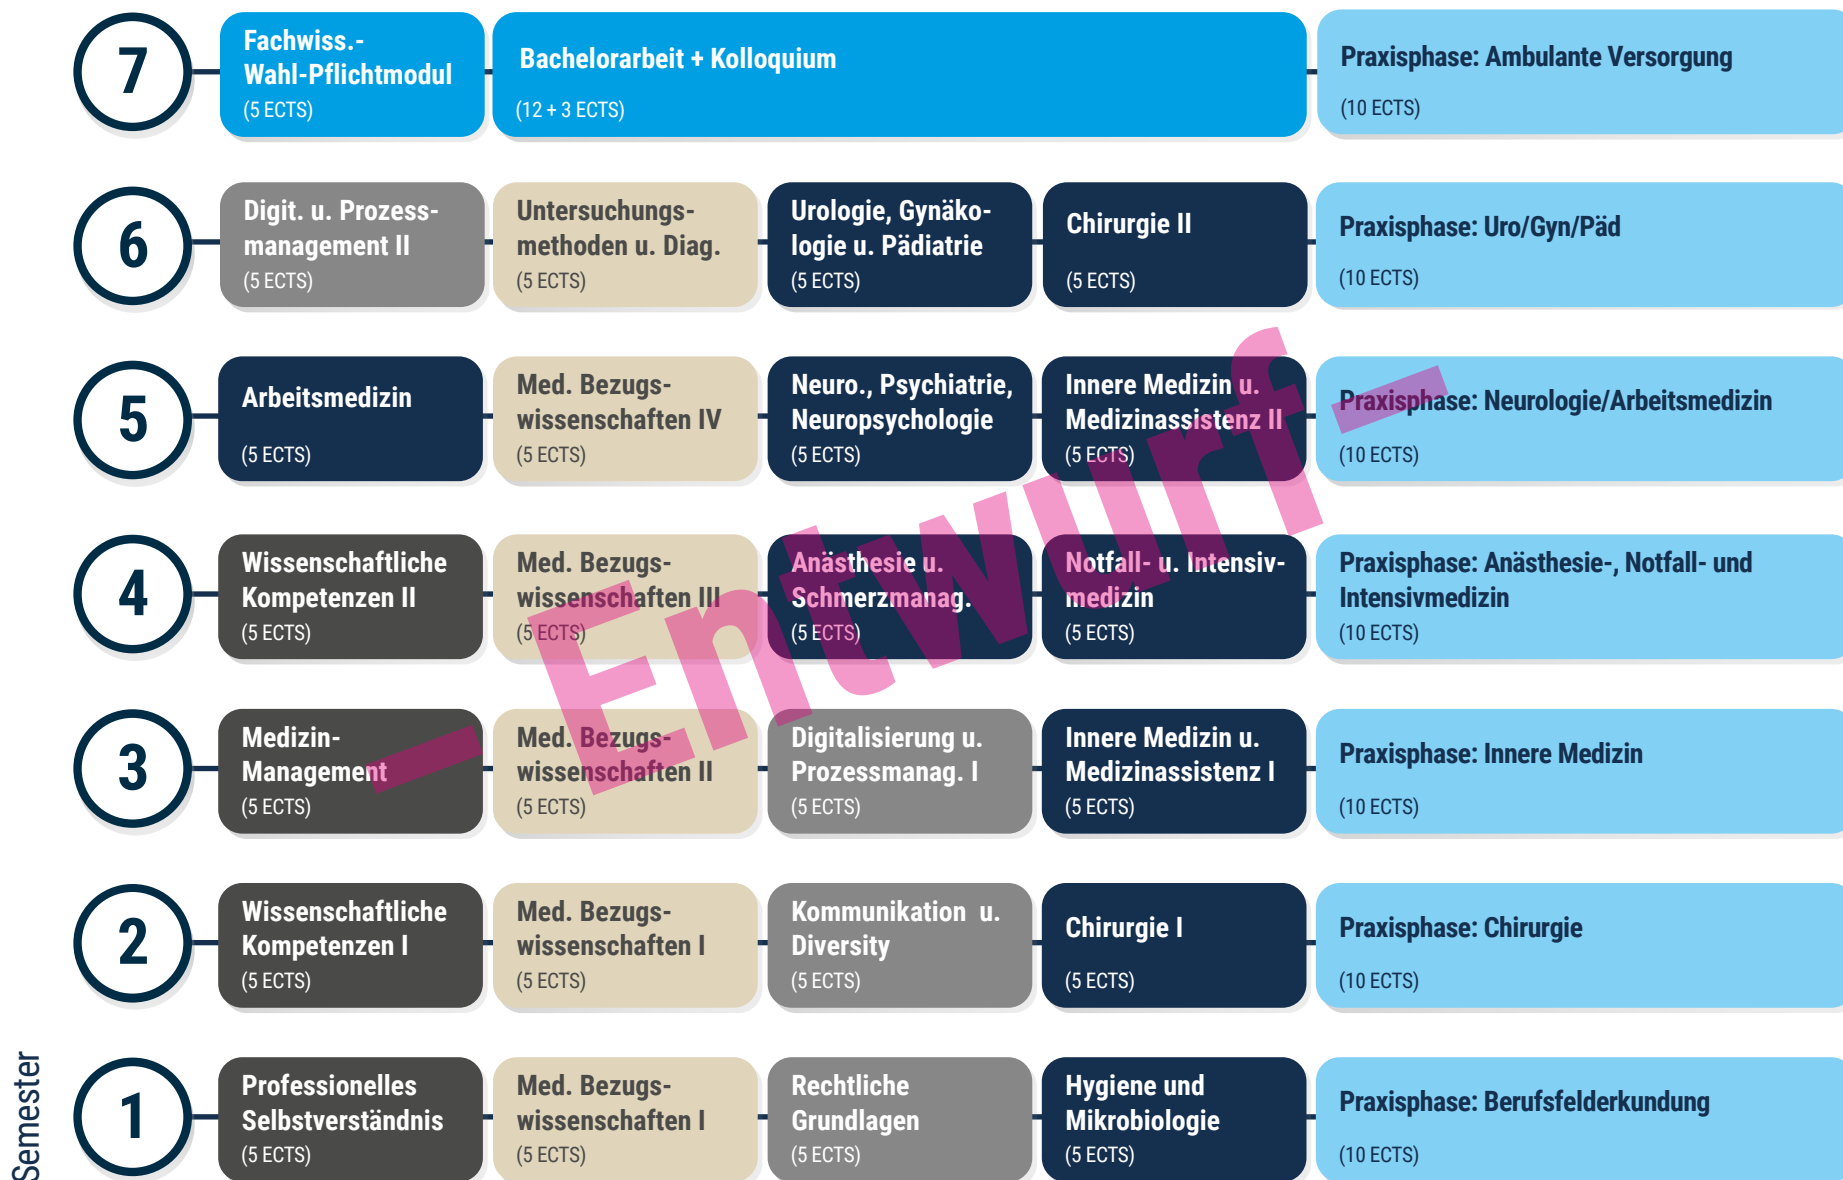 7
Fachwiss.-
Wahl-Pflichtmodul
(5 ECTS)
Bachelorarbeit + Kolloquium
(12 + 3 ECTS)
Praxisphase: Ambulante Versorgung
(10 ECTS)
6
Digit. u. Prozess-
management II
(5 ECTS)
Untersuchungs-
methoden u. Diag.
(5 ECTS)
Urologie, Gynäko-
logie u. Pädiatrie
(5 ECTS)
Chirurgie II
(5 ECTS)
Praxisphase: Uro/Gyn/Päd
(10 ECTS)
5
Arbeitsmedizin
(5 ECTS)
Med. Bezugs-
wissenschaften IV
(5 ECTS)
Neuro., Psychiatrie,
Neuropsychologie
(5 ECTS)
Innere Medizin u.
Medizinassistenz II
(5 ECTS)
Praxisphase: Neurologie/Arbeitsmedizin
(10 ECTS)
4
Wissenschaftliche
Kompetenzen II
(5 ECTS)
Med. Bezugs-
wissenschaften III
(5 ECTS)
Anästhesie u.
Schmerzmanag.
(5 ECTS)
Notfall- u. Intensiv-
medizin
(5 ECTS)
Praxisphase: Anästhesie-, Notfall- und
Intensivmedizin
(10 ECTS)
3
Medizin-
Management
(5 ECTS)
Med. Bezugs-
wissenschaften II
(5 ECTS)
Digitalisierung u.
Prozessmanag. I
(5 ECTS)
Innere Medizin u.
Medizinassistenz I
(5 ECTS)
Praxisphase: Innere Medizin
(10 ECTS)
2
Wissenschaftliche
Kompetenzen I
(5 ECTS)
Med. Bezugs-
wissenschaften I
(5 ECTS)
Kommunikation u.
Diversity
(5 ECTS)
Chirurgie I
(5 ECTS)
Praxisphase: Chirurgie
(10 ECTS)
1
Professionelles
Selbstverständnis
(5 ECTS)
Med. Bezugs-
wissenschaften I
(5 ECTS)
Rechtliche
Grundlagen
(5 ECTS)
Hygiene und
Mikrobiologie
(5 ECTS)
Praxisphase: Berufsfelderkundung
(10 ECTS)
Semester
– Entwurf –